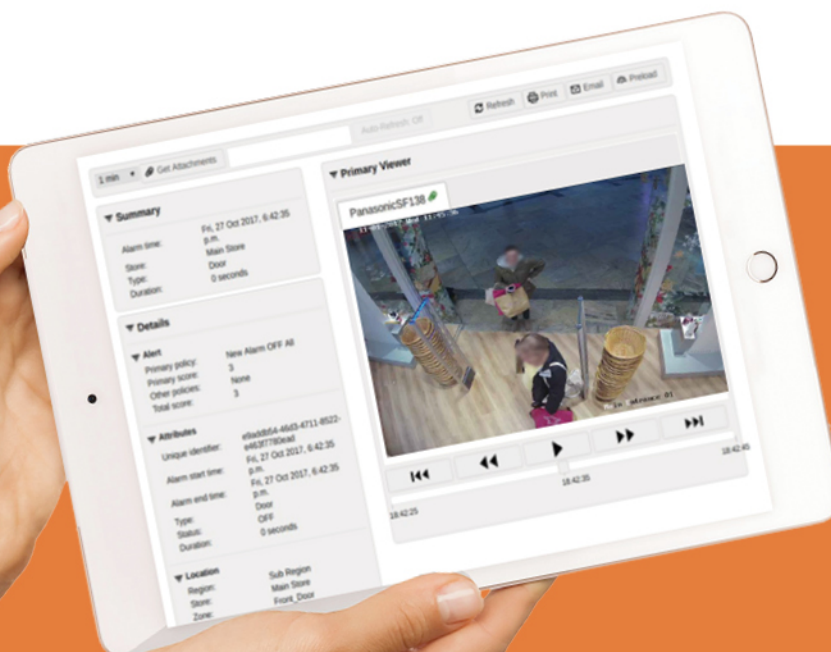 1 min
Get Attachments
Auto-Refresh: Off
Refresh
Print
Email
Preload
Summary
Alarm time: Fri, 27 Oct 2017, 6:42:35 p.m.
Store: Main Store
Type: Door
Duration: 0 seconds
Details
Alert
Primary policy: New Alarm OFF All
Primary score: 3
Other policies: None
Total score: 3
Attributes
Unique identifier:
Alarm start time: Fri, 27 Oct 2017, 6:42:35 p.m.
Alarm end time: Fri, 27 Oct 2017, 6:42:35 p.m.
Type: Door
Status: OFF
Duration: 0 seconds
Location
Region: Sub Region
Store: Main Store
Zone: Front_Door
Primary Viewer
PanasonicSF138
Main Entrance 01
18:42:25
18:42:35
18:42:45